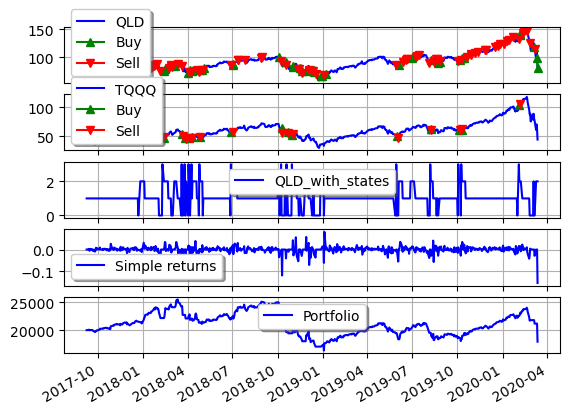 QLD
Buy
Sell
150
100
TQQQ
Buy
Sell
100
50
QLD_with_states
2
0
0.0
−0.1
Simple returns
25000
20000
Portfolio
2017-10
2018-01
2018-04
2018-07
2018-10
2019-01
2019-04
2019-07
2019-10
2020-01
2020-04